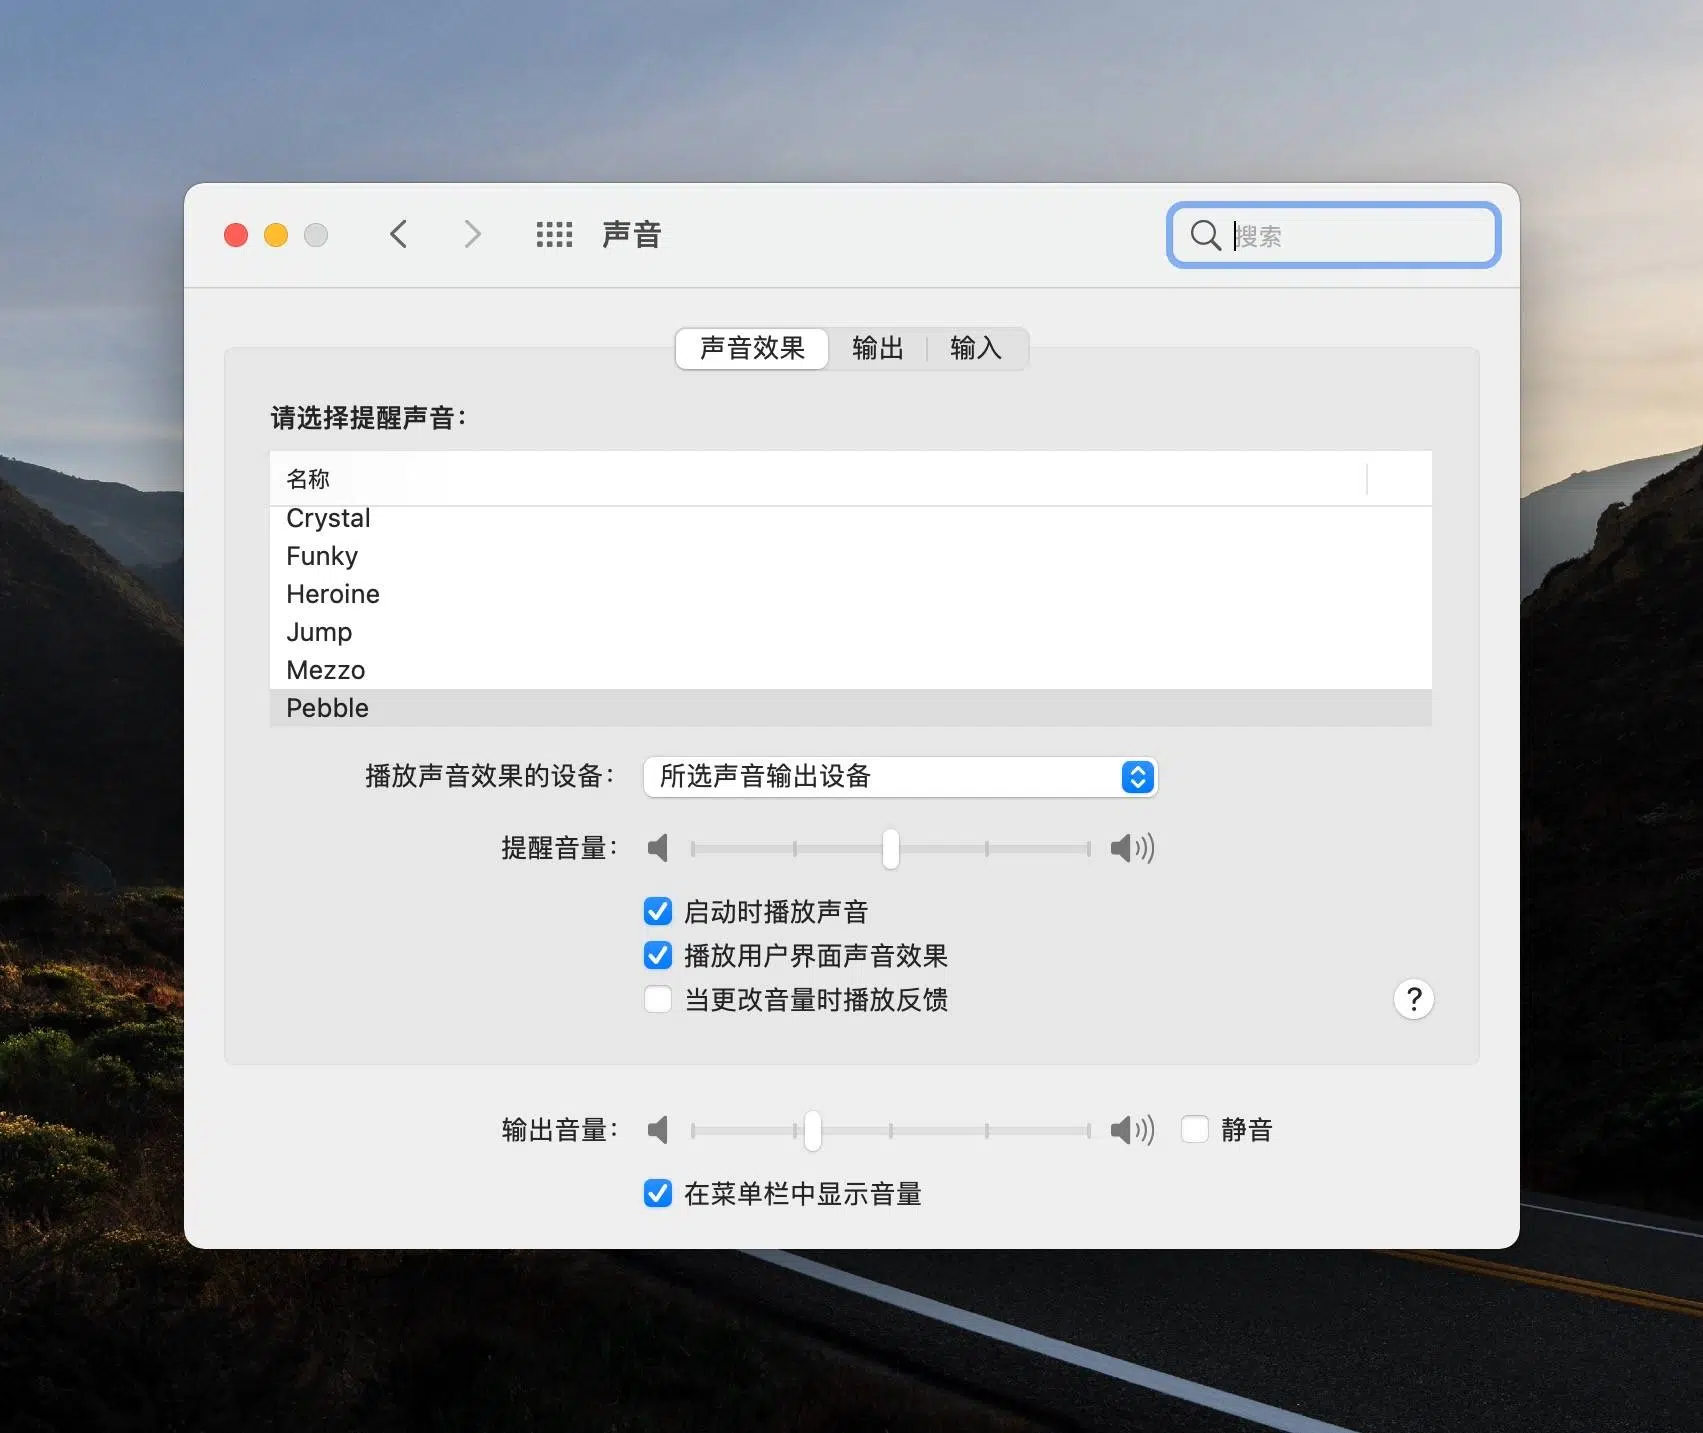 声音
搜索
声音效果
输出
输入
请选择提醒声音：
名称
Crystal
Funky
Heroine
Jump
Mezzo
Pebble
播放声音效果的设备：
所选声音输出设备
提醒音量：
启动时播放声音
播放用户界面声音效果
当更改音量时播放反馈
?
输出音量：
静音
在菜单栏中显示音量